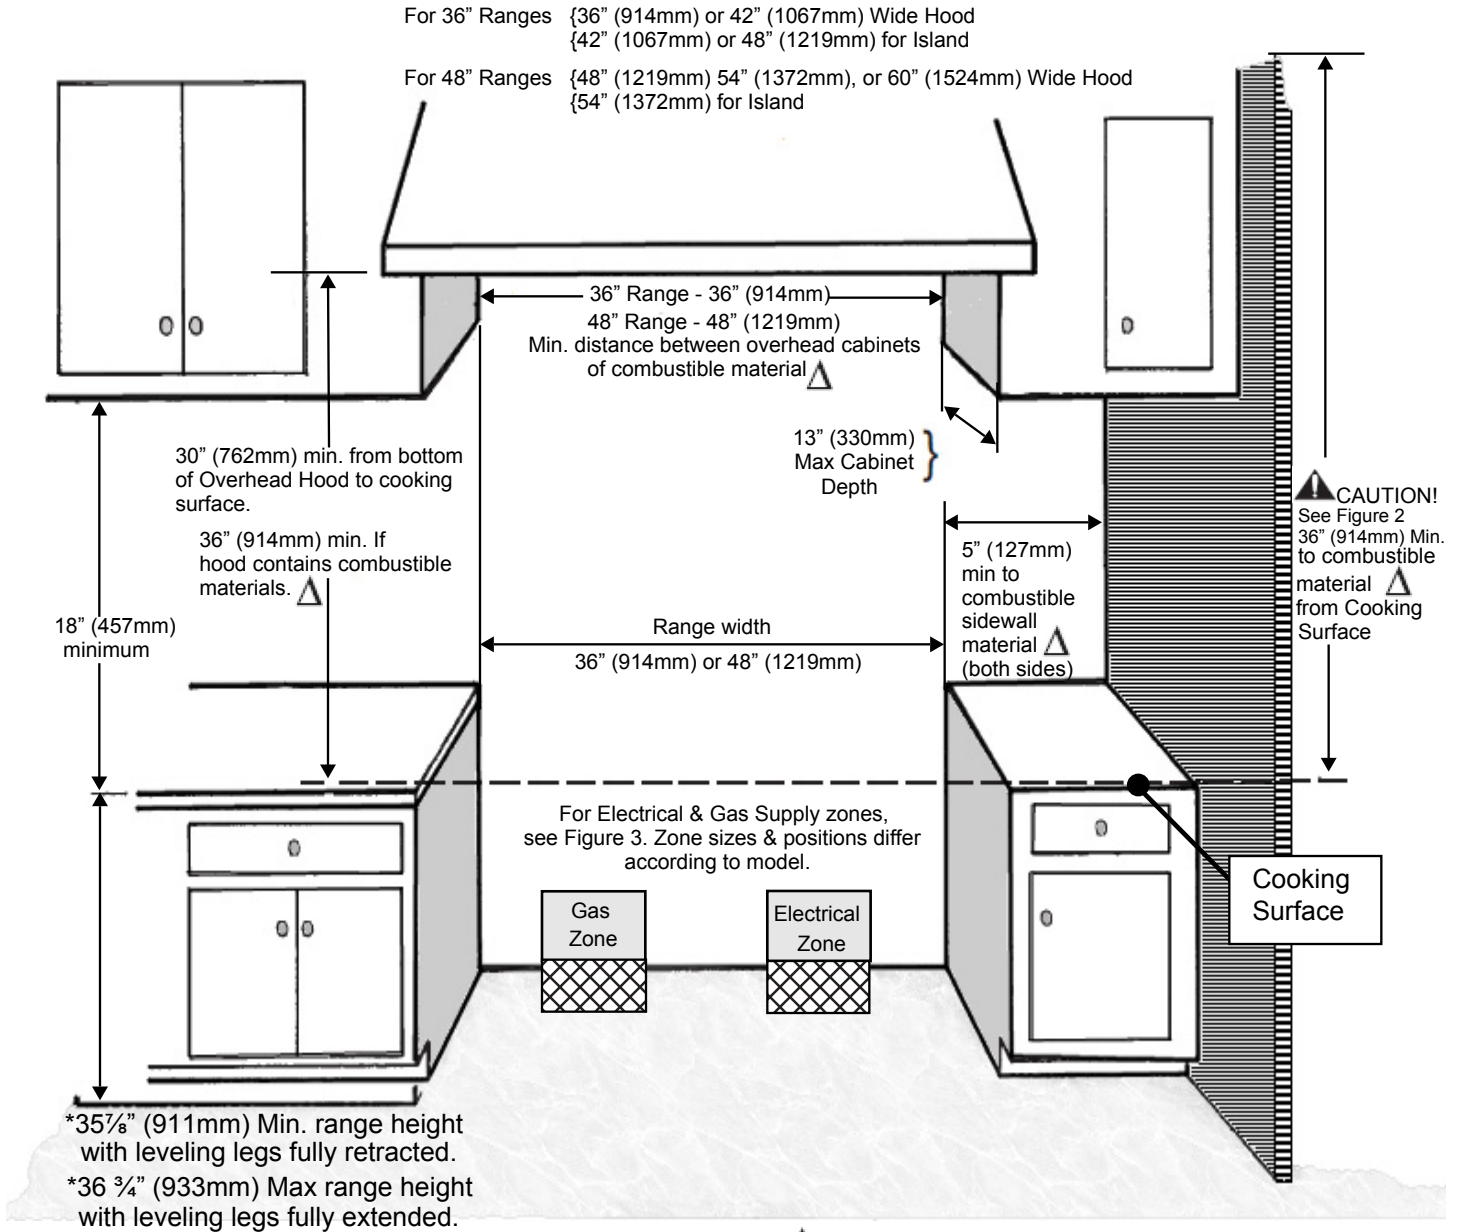 For 36” Ranges {36” (914mm) or 42” (1067mm) Wide Hood
{42” (1067mm) or 48” (1219mm) for Island
For 48” Ranges {48” (1219mm) 54” (1372mm), or 60” (1524mm) Wide Hood
{54” (1372mm) for Island
36” Range - 36” (914mm)
48” Range - 48” (1219mm)
Min. distance between overhead cabinets
of combustible material
13” (330mm)
Max Cabinet
Depth
30” (762mm) min. from bottom
of Overhead Hood to cooking
surface.
36” (914mm) min. If
hood contains combustible
materials.
18” (457mm)
minimum
5” (127mm)
min to
combustible
sidewall
material
(both sides)
CAUTION!
See Figure 2
36” (914mm) Min.
to combustible
material
from Cooking
Surface
Range width
36” (914mm) or 48” (1219mm)
For Electrical & Gas Supply zones,
see Figure 3. Zone sizes & positions differ
according to model.
Gas
Zone
Electrical
Zone
Cooking
Surface
*35⅞” (911mm) Min. range height
with leveling legs fully retracted.
*36 ¾” (933mm) Max range height
with leveling legs fully extended.